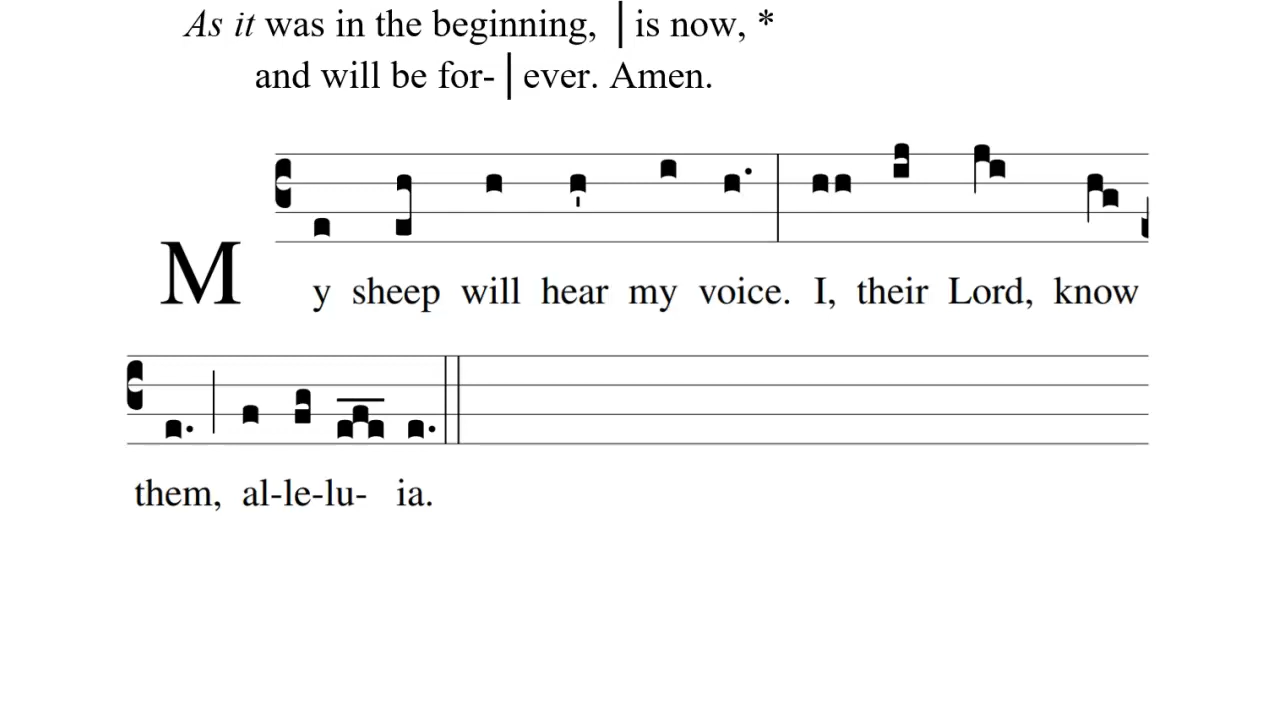 As it was in the beginning, | is now, *
and will be for- | ever. Amen.
My sheep will hear my voice. I, their Lord, know
them, al-le-lu- ia.